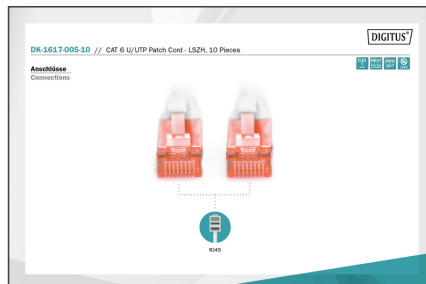 DIGITUS®
DK-1617-005-10 // CAT 6 U/UTP Patch Cord - LSZH, 10 Pieces
Anschlüsse
Connections
RJ45